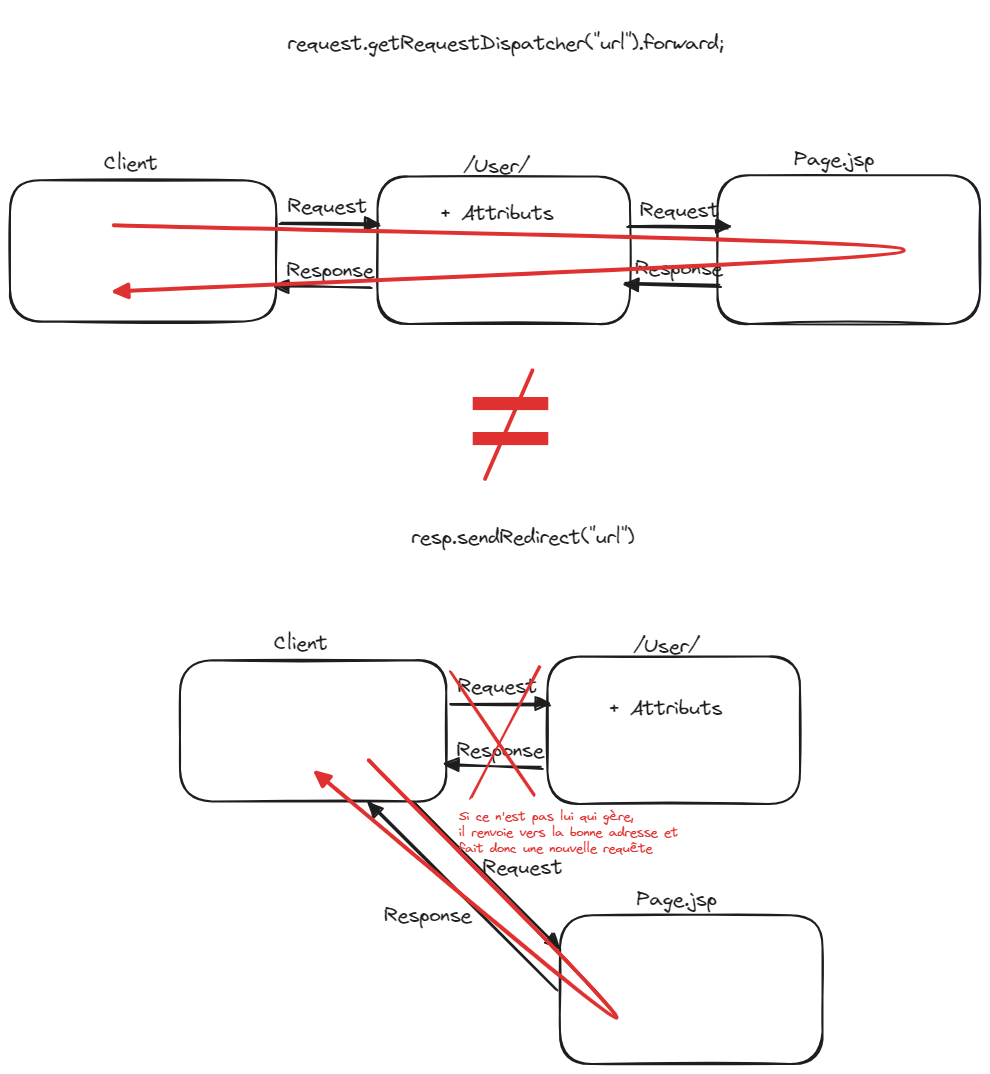 request.getRequestDispatcher("url").forward;
Client
/User/
Page.jsp
Request
+ Attributs
Request
Response
Response
resp.sendRedirect("url")
Client
/User/
Request
+ Attributs
Response
Si ce n'est pas lui qui gère,
il renvoie vers la bonne adresse et
fait donc une nouvelle requête
Request
Page.jsp
Response